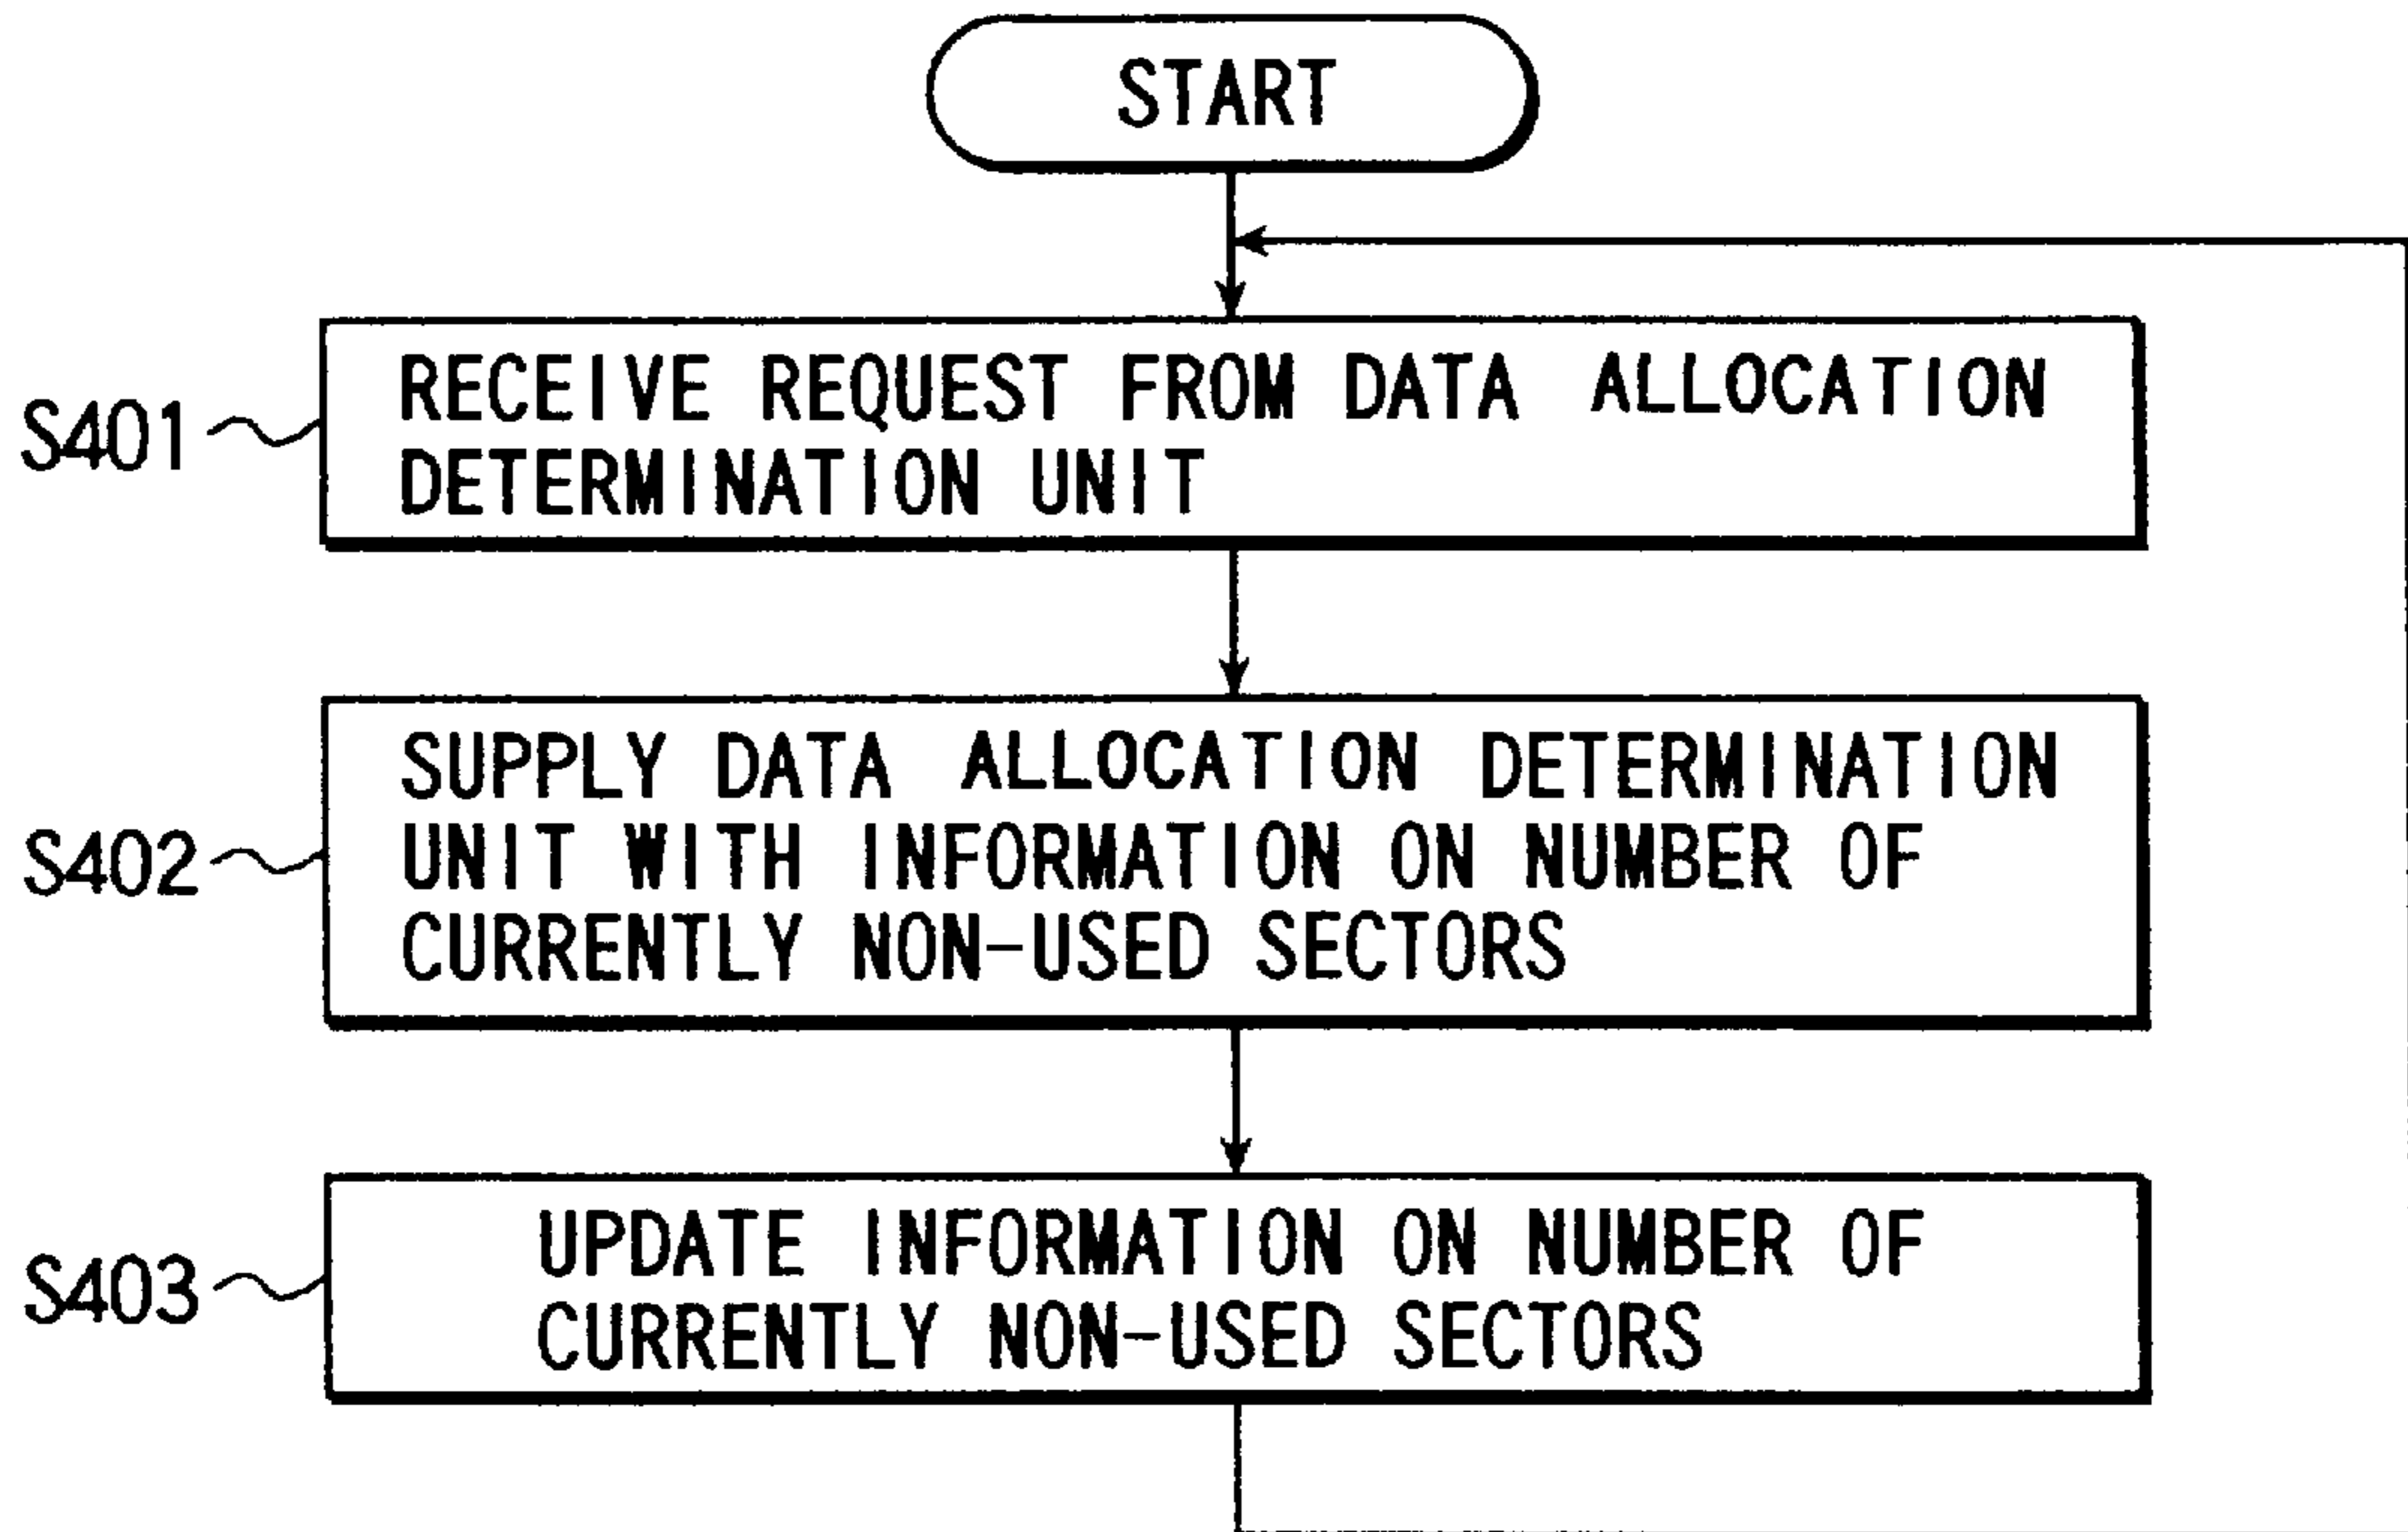 START
S401
RECEIVE REQUEST FROM DATA ALLOCATION
DETERMINATION UNIT
S402
SUPPLY DATA ALLOCATION DETERMINATION
UNIT WITH INFORMATION ON NUMBER OF
CURRENTLY NON-USED SECTORS
S403
UPDATE INFORMATION ON NUMBER OF
CURRENTLY NON-USED SECTORS